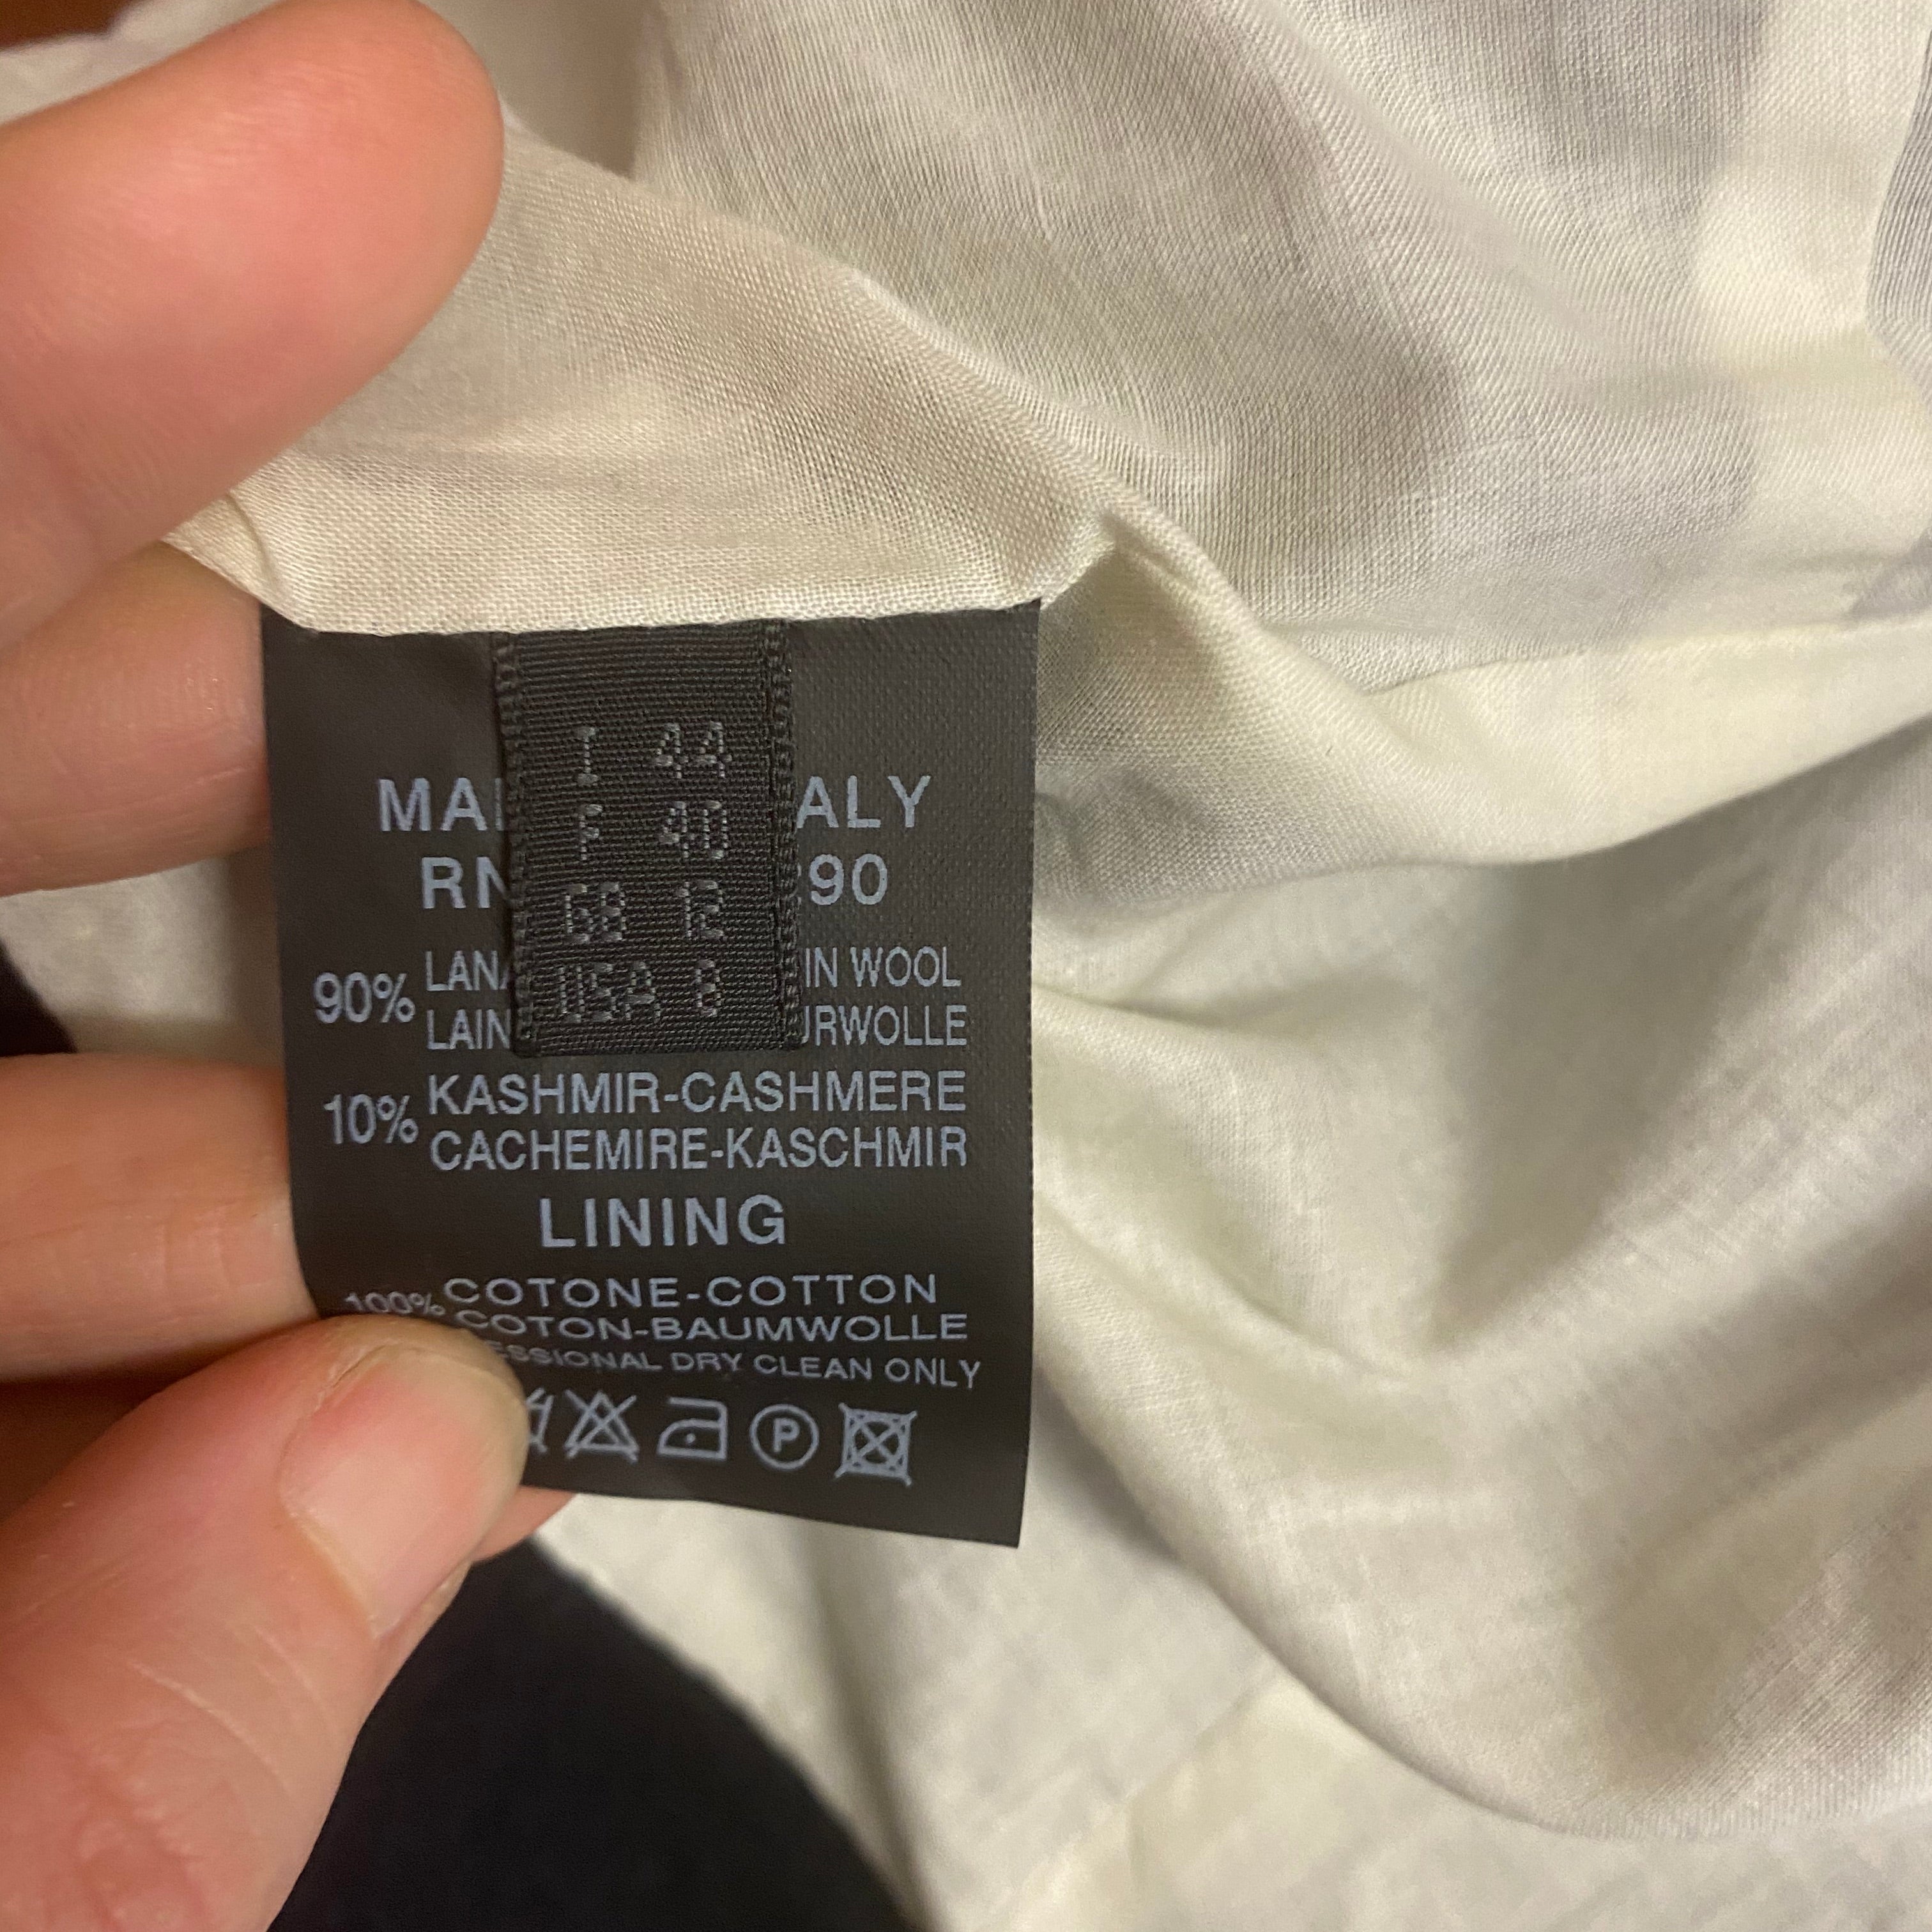 I 44
F 40
GB 12
USA 8
MA ALY
RN 90
90% LANA IN WOOL
LAIN URWOLLE
10% KASHMIR-CASHMERE
CACHEMIRE-KASCHMIR
LINING
100% COTONE-COTTON
COTON-BAUMWOLLE
ESSIONAL DRY CLEAN ONLY
P